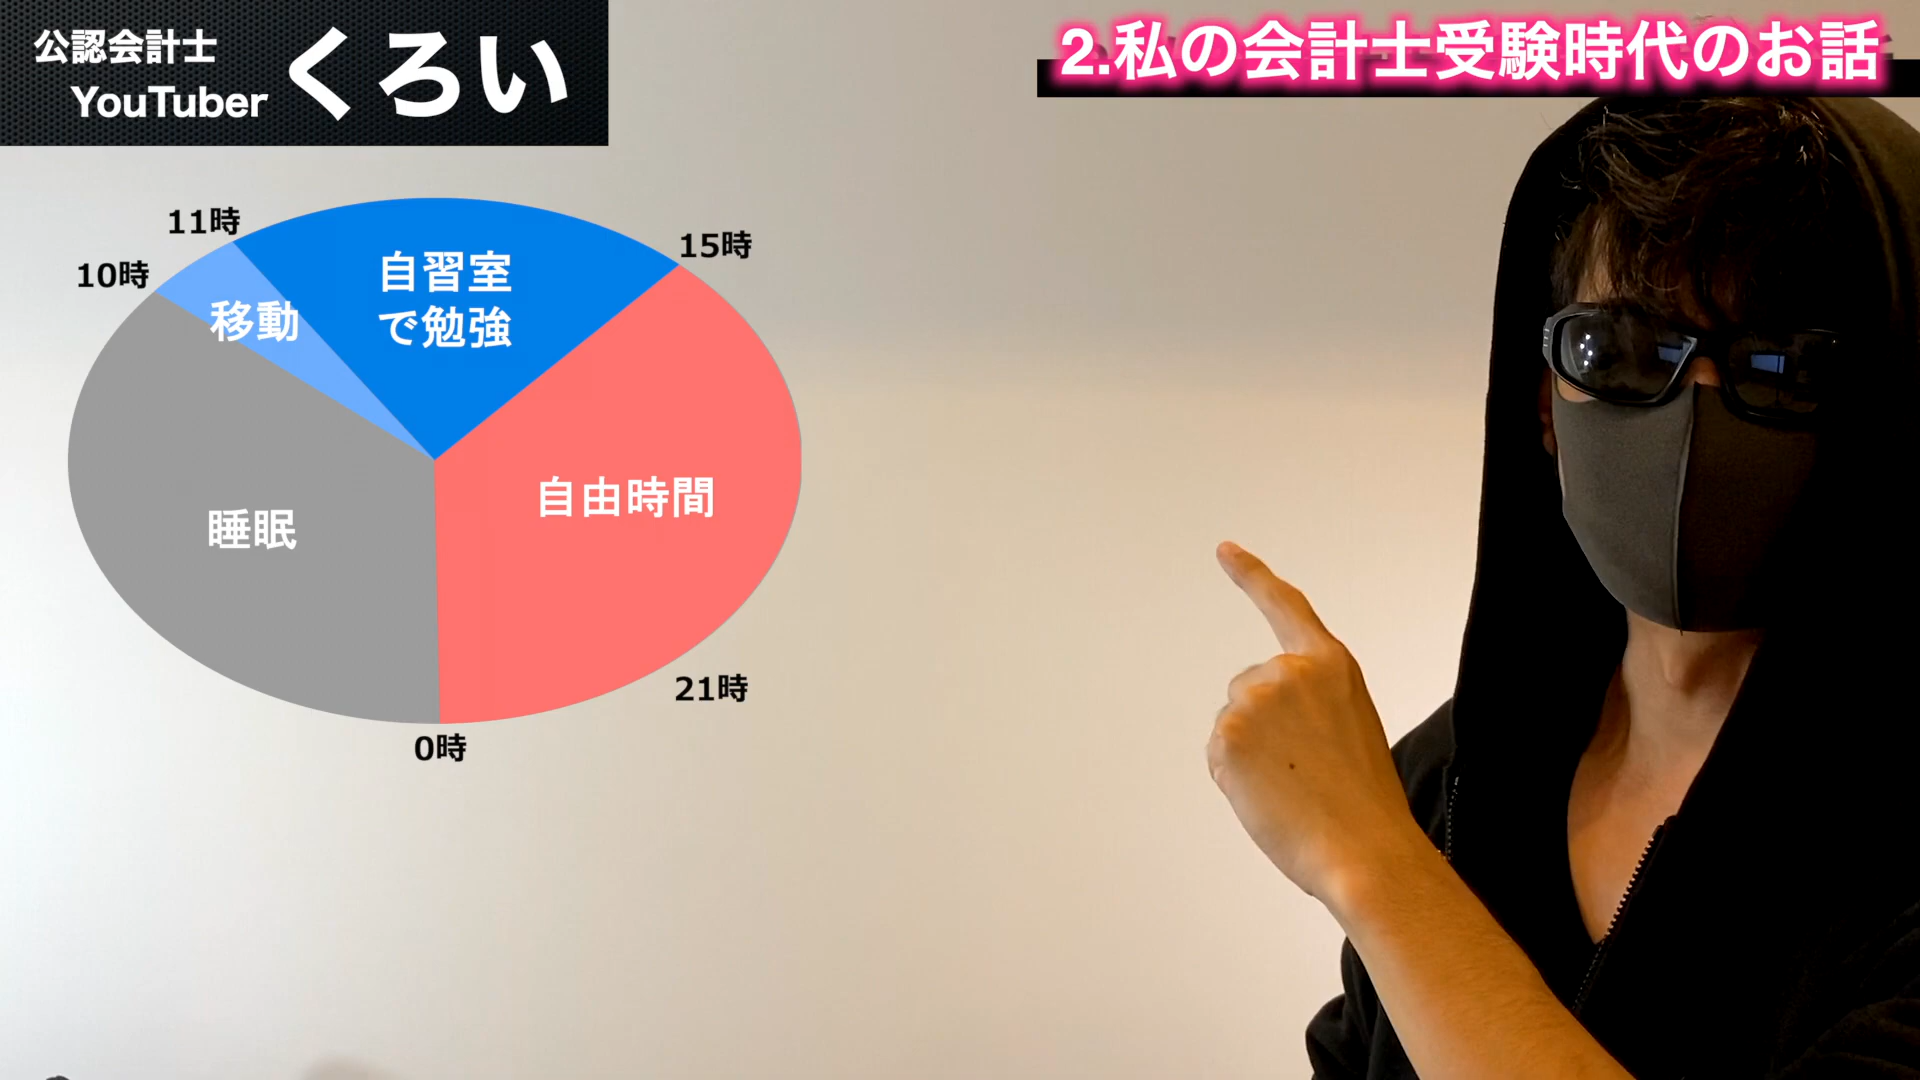 公認会計士
YouTuber
くろい
2.私の会計士受験時代のお話
11時
15時
10時
自習室
で勉強
移動
自由時間
睡眠
21時
0時